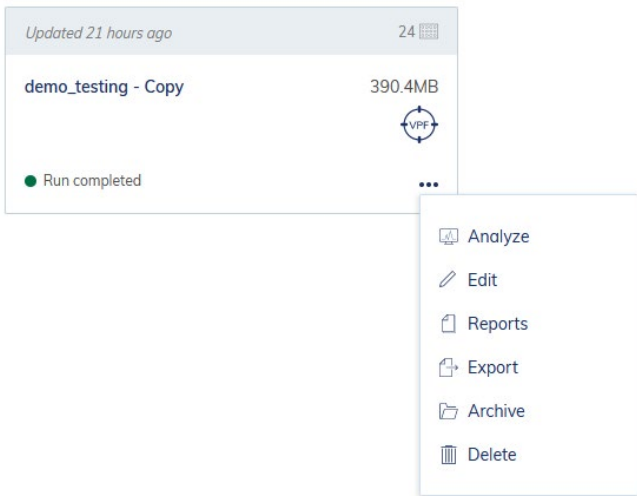 Updated 21 hours ago 24
demo_testing - Copy 390.4MB
VPF
Run completed
Analyze
Edit
Reports
Export
Archive
Delete